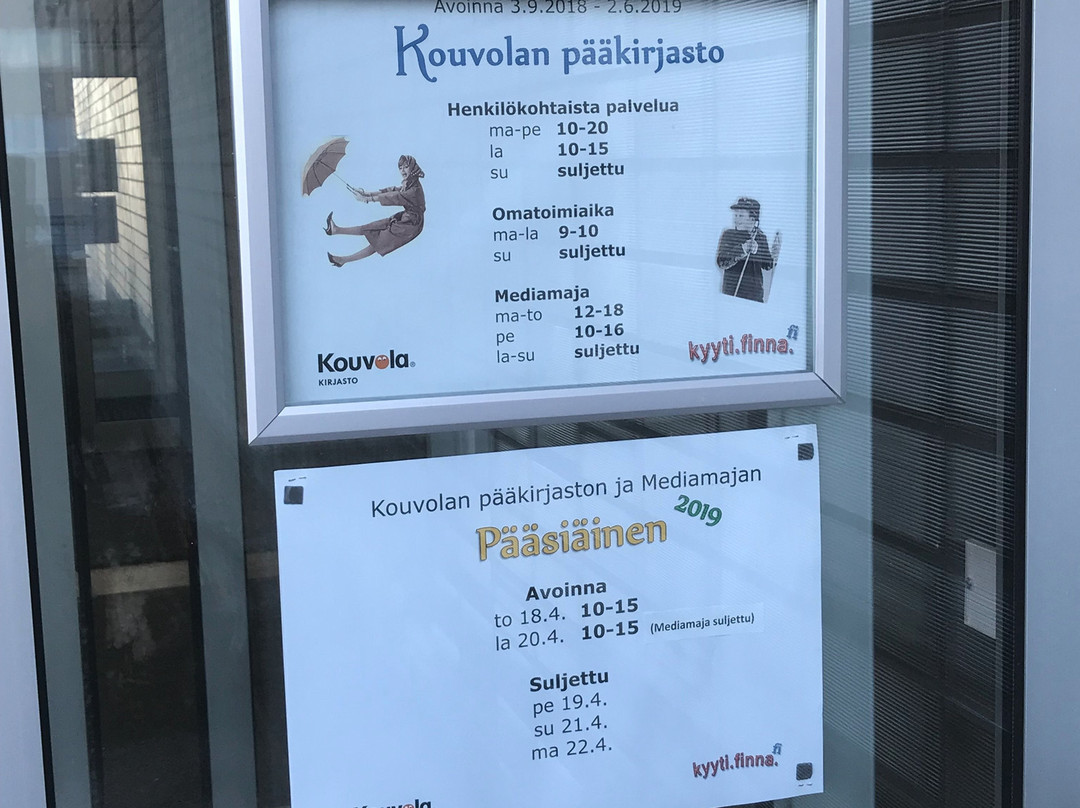 Avoinna 3.9.2018 - 2.6.2019
Kouvolan pääkirjasto
Henkilökohtaista palvelua
ma-pe 10-20
la 10-15
su suljettu
Omatoimiaika
ma-la 9-10
su suljettu
Mediamaja
ma-to 12-18
pe 10-16
la-su suljettu
kyyti.finna.fi
Kouvola®
KIRJASTO
Kouvolan pääkirjaston ja Mediamajan
Pääsiäinen 2019
Avoinna
to 18.4. 10-15
la 20.4. 10-15 (Mediamaja suljettu)
Suljettu
pe 19.4.
su 21.4.
ma 22.4.
kyyti.finna.fi
Kouvola